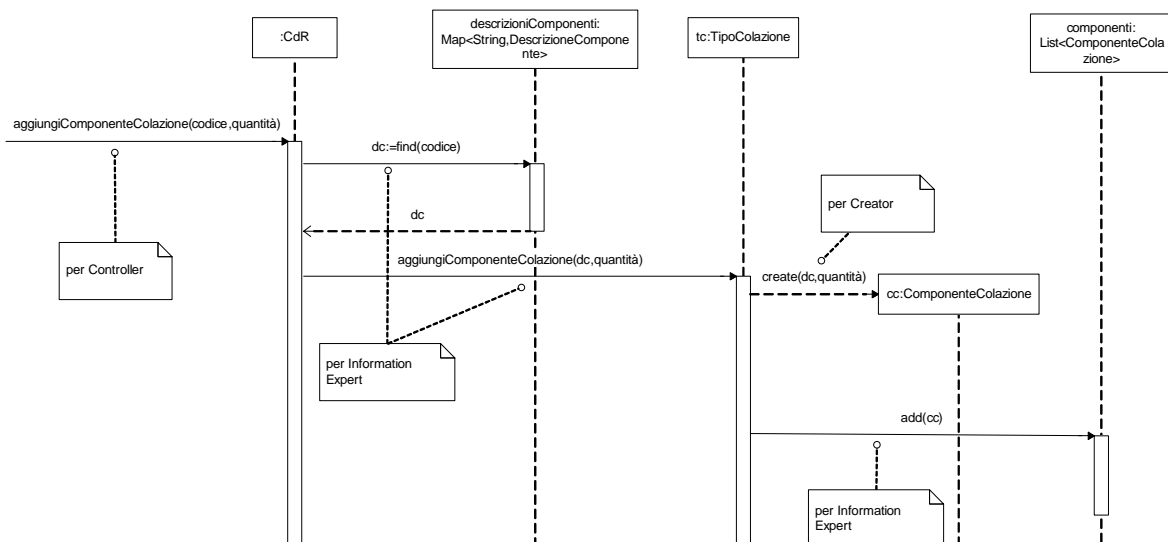 :CdR
descrizioniComponenti:
Map<String,DescrizioneCompone
nte>
tc:TipoColazione
componenti:
List<ComponenteCola
zione>
aggiungiComponenteColazione(codice,quantità)
dc:=find(codice)
per Creator
dc
per Controller
aggiungiComponenteColazione(dc,quantità)
create(dc,quantità)
cc:ComponenteColazione
per Information
Expert
add(cc)
per Information
Expert